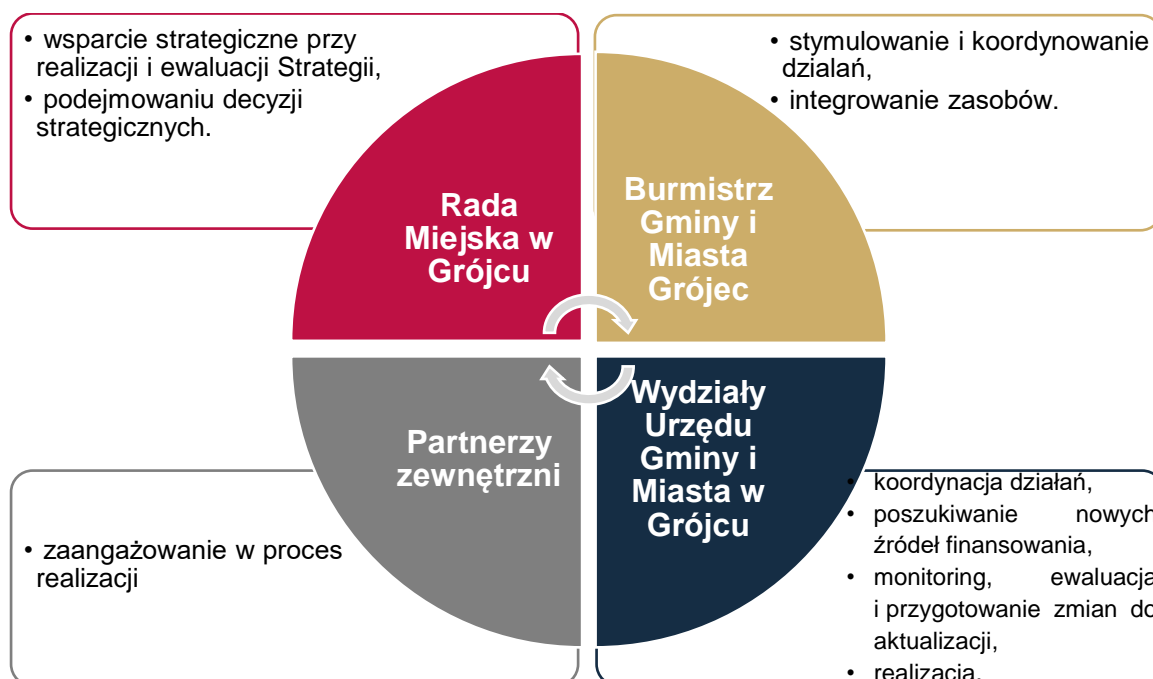 • wsparcie strategiczne przy
realizacji i ewaluacji Strategii,
• podejmowaniu decyzji
strategicznych.
• stymulowanie i koordynowanie
dzialań,
• integrowanie zasobów.
Rada
Miejska w
Grójcu
Burmistrz
Gminy i
Miasta
Grójec
Partnerzy
zewnętrzni
Wydziały
Urzędu
Gminy i
Miasta w
Grójcu
• zaangażowanie w proces
realizacji
• koordynacja działań,
• poszukiwanie nowych
źródeł finansowania,
• monitoring, ewaluacja
i przygotowanie zmian do
aktualizacji,
• realizacja.